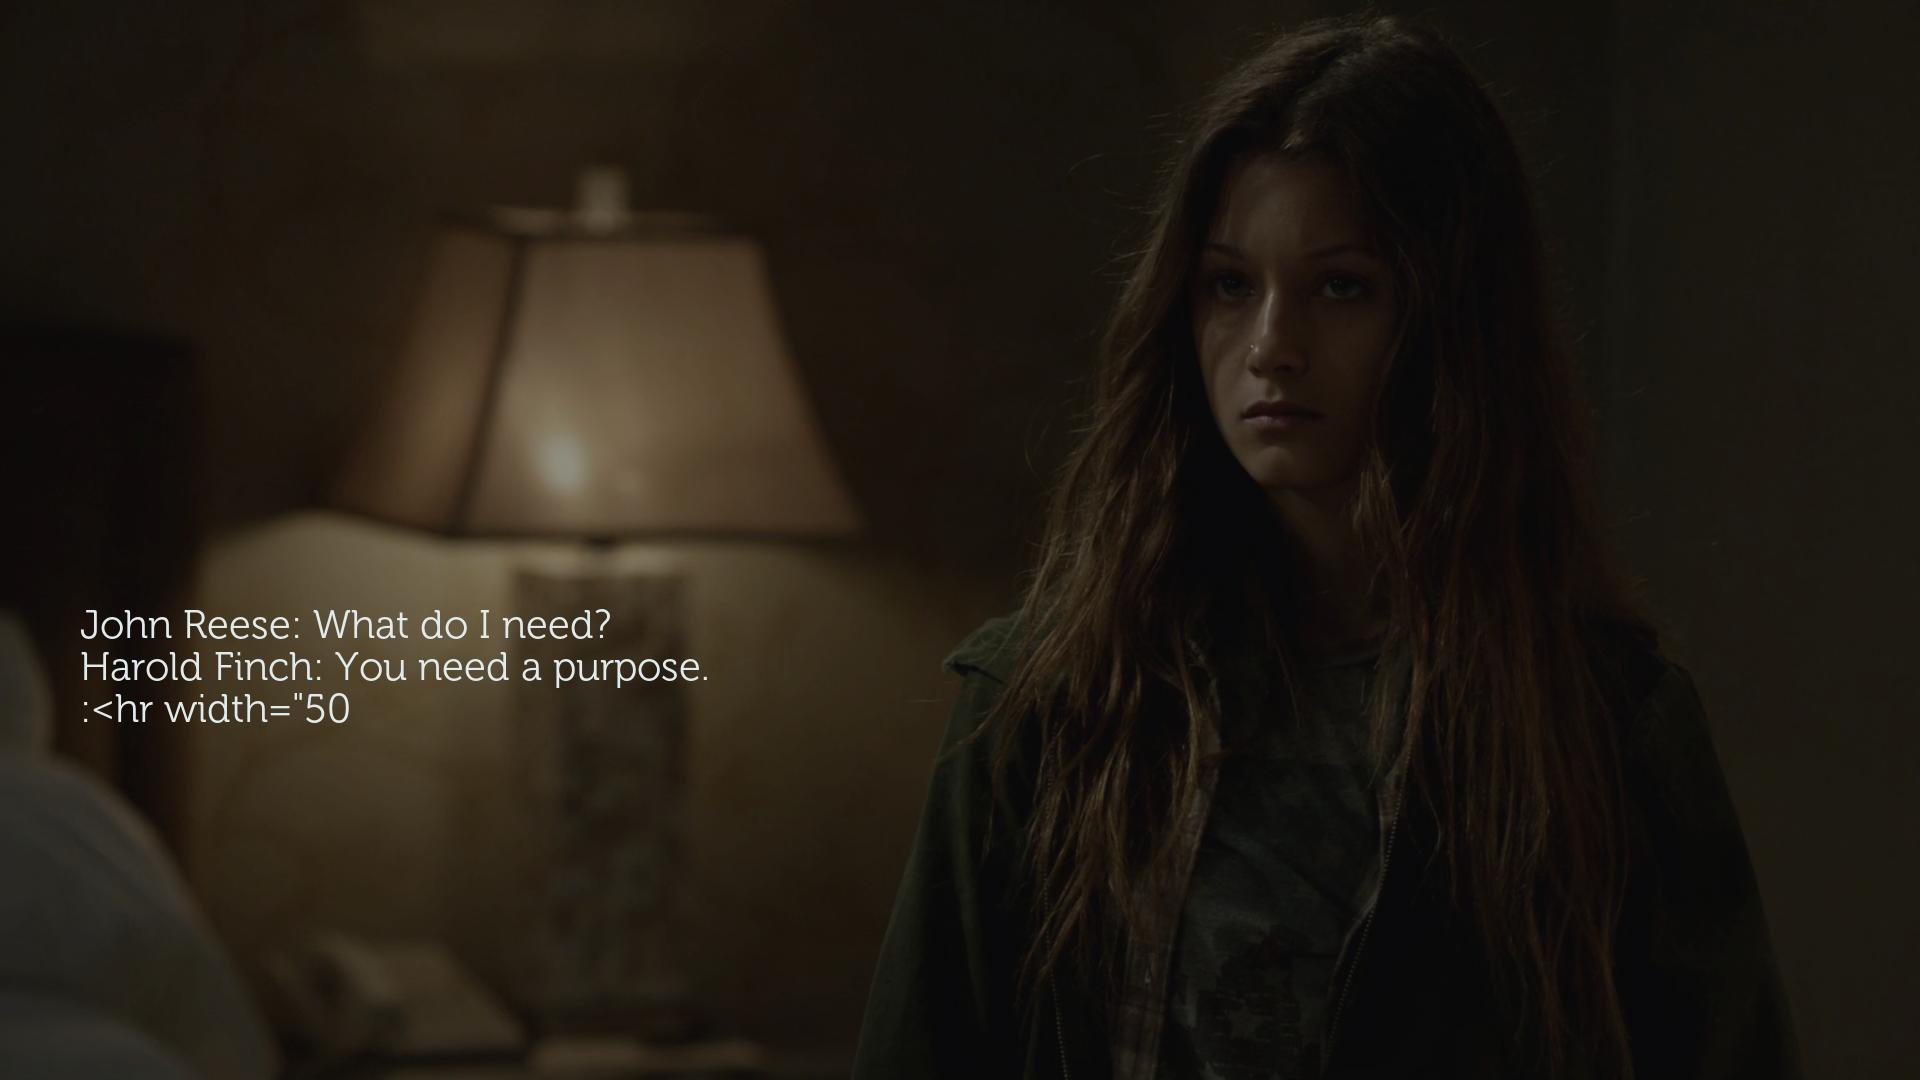 John Reese: What do I need?
Harold Finch: You need a purpose.
:<hr width="50